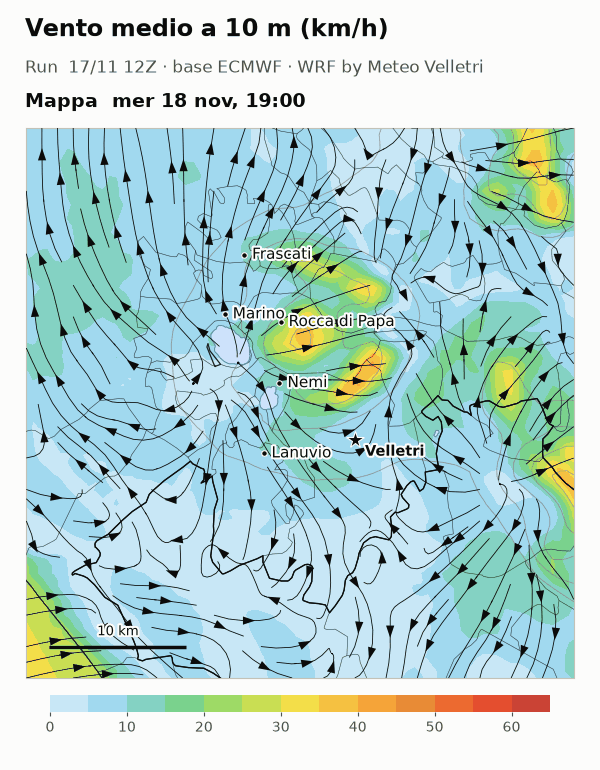 Vento medio a 10 m (km/h)
Run 17/11 12Z · base ECMWF · WRF by Meteo Velletri
Mappa mer 18 nov, 19:00
Frascati
Marino
Rocca di Papa
Nemi
Lanuvio
Velletri
10 km
0 10 20 30 40 50 60